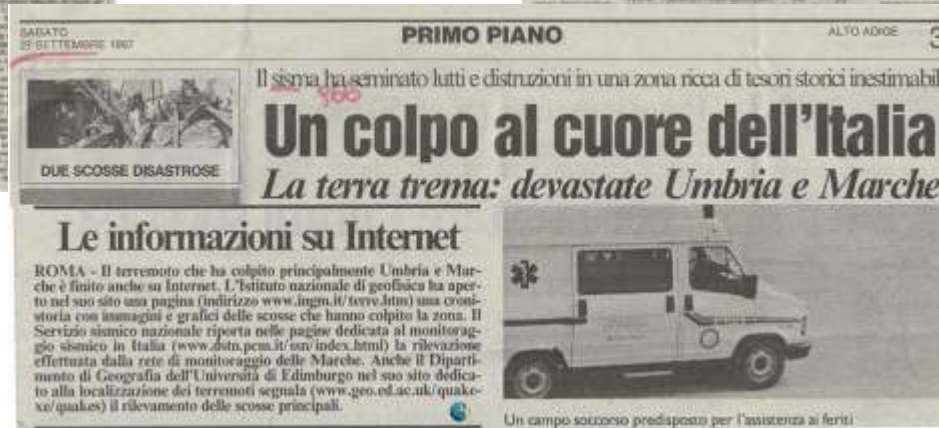 SABATO
PRIMO PIANO
ALTO ADIGE
3
27 SETTEMBRE 1997
Il sisma ha seminato lutti e distruzioni in una zona ricca di tesori storici inestimabil
Un colpo al cuore dell'Italia
DUE SCOSSE DISASTROSE
La terra trema: devastate Umbria e Marche
Le informazioni su Internet
ROMA - Il terremoto che ha colpito principalmente Umbria e Mar-
che è finito anche su Internet. L'Istituto nazionale di geofisica ha aper-
to nel suo sito una pagina (indirizzo www.ingrm.it/terre.htm) una croni-
storia con immagini e grafici delle scosse che hanno colpito la zona. Il
Servizio sismico nazionale riporta nelle pagine dedicata al monitorag-
gio sismico in Italia (www.dstn.pcm.it/ssn/index.html) la rilevazione
effettuata dalla rete di monitoraggio delle Marche. Anche il Diparti-
mento di Geografia dell'Università di Edimburgo nel suo sito dedica-
to alla localizzazione dei terremoti segnala (www.geo.ed.ac.uk/quake-
xe/quakes) il rilevamento delle scosse principali.
Un campo soccorso predisposto per l'assistenza ai feriti